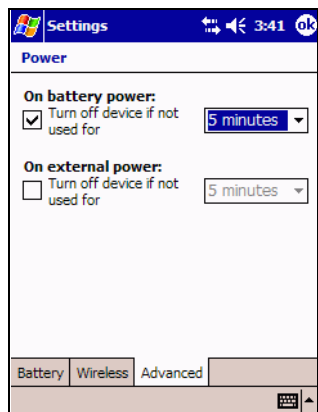 Settings 3:41 ok
Power
On battery power:
Turn off device if not
used for
5 minutes
On external power:
Turn off device if not
used for
5 minutes
Battery Wireless Advanced